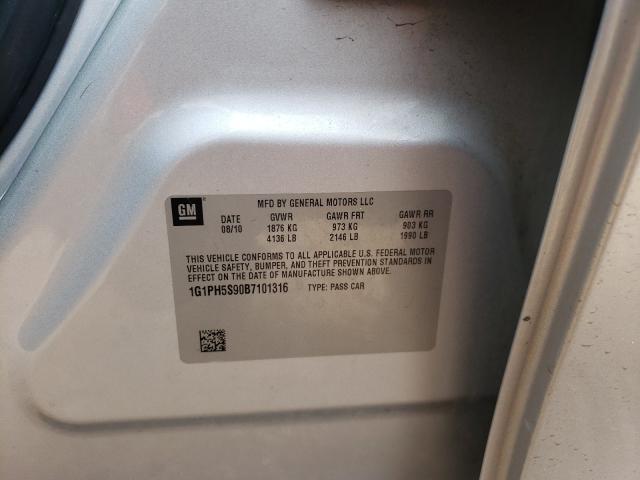 GM
MFD BY GENERAL MOTORS LLC
DATE GVWR GAWR FRT GAWR RR
08/10 1876 KG 973 KG 903 KG
4136 LB 2146 LB 1990 LB
THIS VEHICLE CONFORMS TO ALL APPLICABLE U.S. FEDERAL MOTOR
VEHICLE SAFETY, BUMPER, AND THEFT PREVENTION STANDARDS IN
EFFECT ON THE DATE OF MANUFACTURE SHOWN ABOVE.
1G1PH5S90B7101316 TYPE: PASS CAR